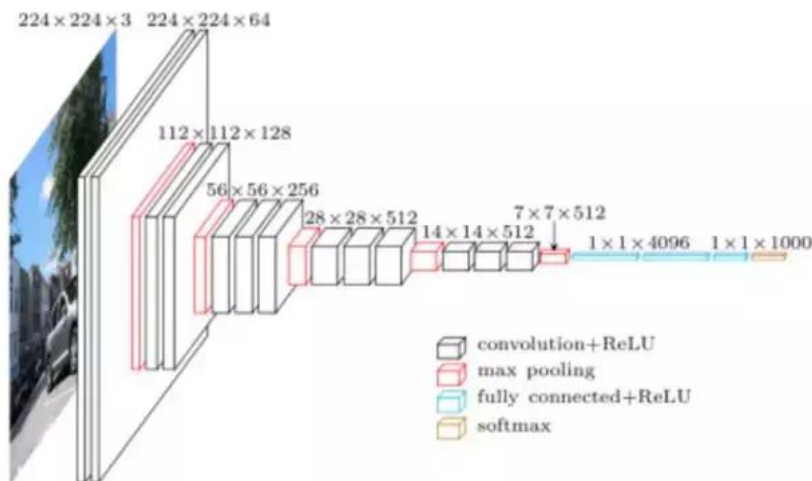 224×224×3
224×224×64
112×112×128
56×56×256
28×28×512
14×14×512
7×7×512
1×1×4096
1×1×1000
convolution+ReLU
max pooling
fully connected+ReLU
softmax